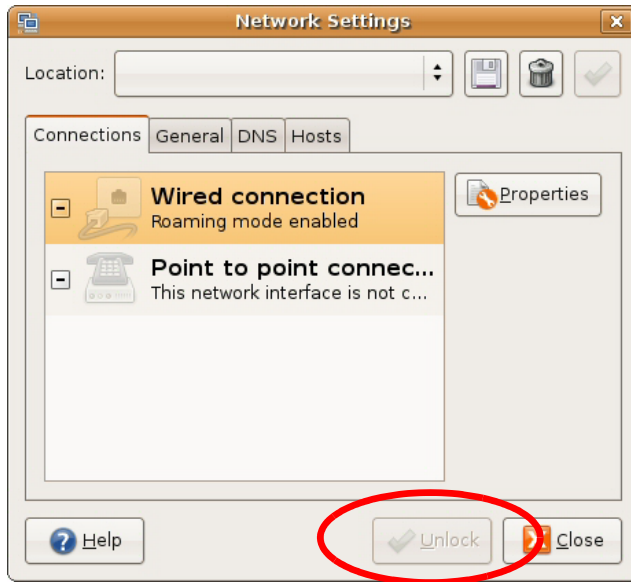 Network Settings
Location:
Connections General DNS Hosts
Wired connection
Roaming mode enabled
Properties
Point to point connec...
This network interface is not c...
Help Unlock Close